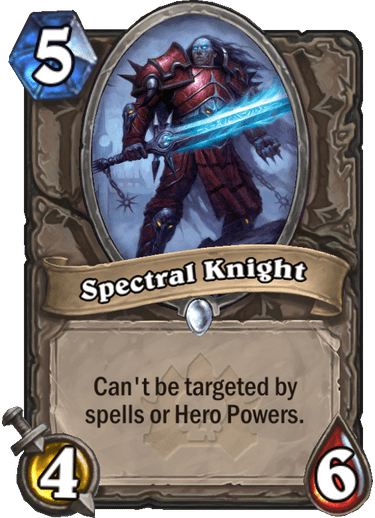 5
Spectral Knight
Can't be targeted by
spells or Hero Powers.
4
6